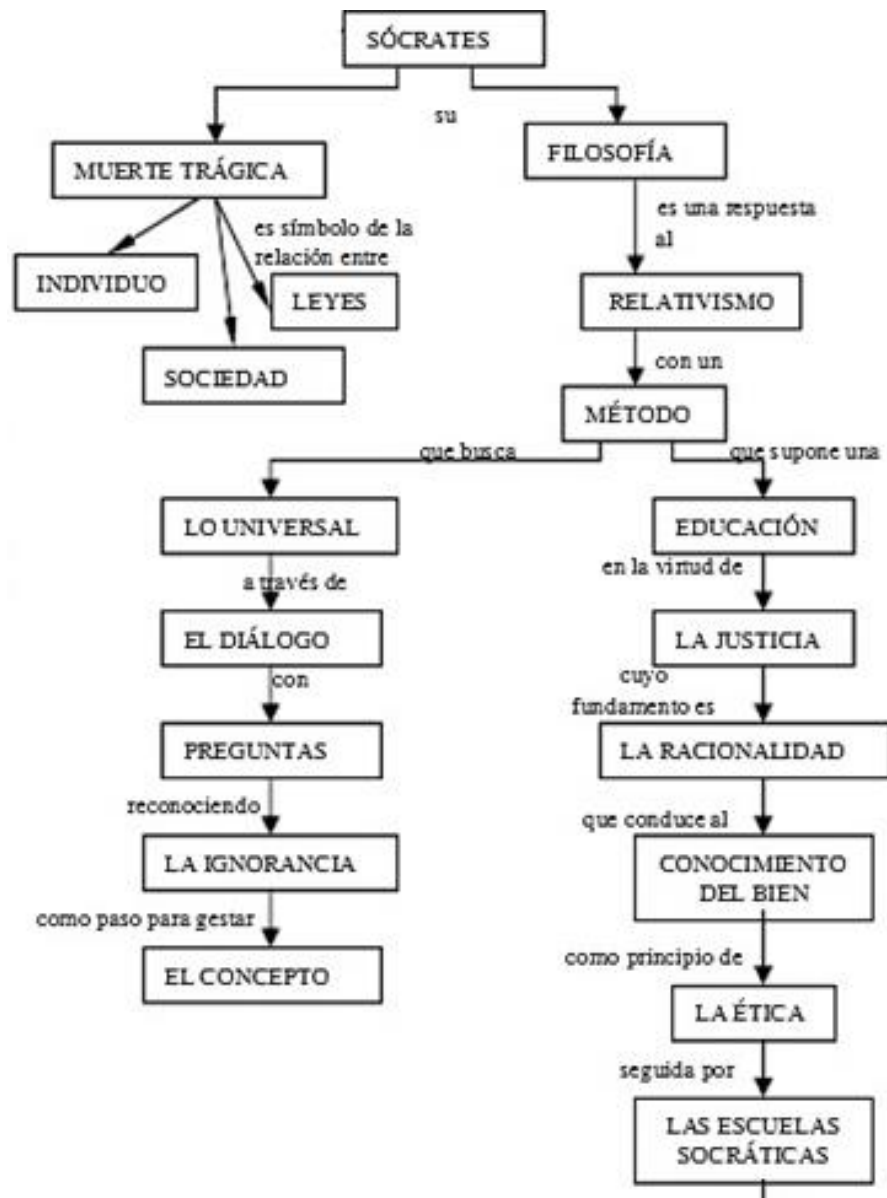 SÓCRATES
su
MUERTE TRÁGICA
FILOSOFÍA
es símbolo de la
relación entre
INDIVIDUO
LEYES
SOCIEDAD
es una respuesta
al
RELATIVISMO
con un
MÉTODO
que busca
que supone una
LO UNIVERSAL
a través de
EL DIÁLOGO
con
PREGUNTAS
reconociendo
LA IGNORANCIA
como paso para gestar
EL CONCEPTO
EDUCACIÓN
en la virtud de
LA JUSTICIA
cuyo
fundamento es
LA RACIONALIDAD
que conduce al
CONOCIMIENTO
DEL BIEN
como principio de
LA ÉTICA
seguida por
LAS ESCUELAS
SOCRÁTICAS